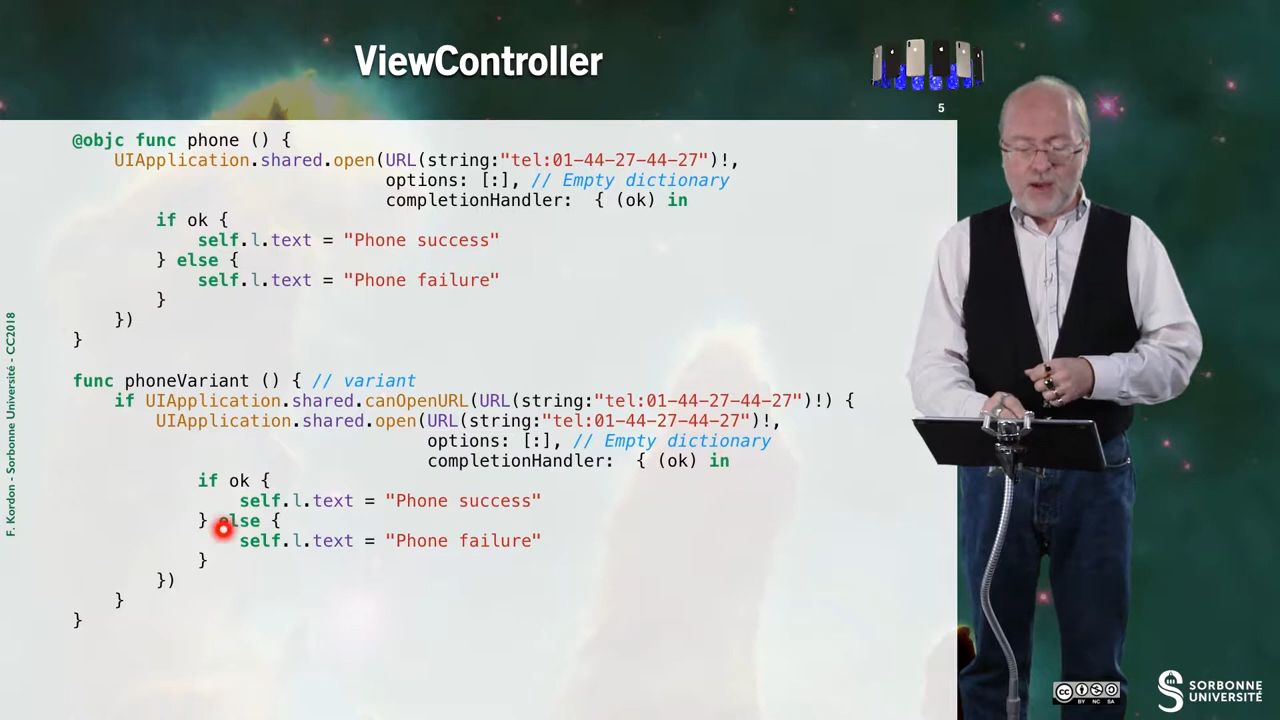 ViewController
5
@objc func phone () {
UIApplication.shared.open(URL(string:"tel:01-44-27-44-27")!,
options: [:], // Empty dictionary
completionHandler: { (ok) in
if ok {
self.l.text = "Phone success"
} else {
self.l.text = "Phone failure"
}
})
}
func phoneVariant () { // variant
if UIApplication.shared.canOpenURL(URL(string:"tel:01-44-27-44-27")!) {
UIApplication.shared.open(URL(string:"tel:01-44-27-44-27")!,
options: [:], // Empty dictionary
completionHandler: { (ok) in
if ok {
self.l.text = "Phone success"
} else {
self.l.text = "Phone failure"
}
})
}
}
F. Kordon - Sorbonne Université - CC2018
CC BY NC SA
SORBONNE
UNIVERSITÉ